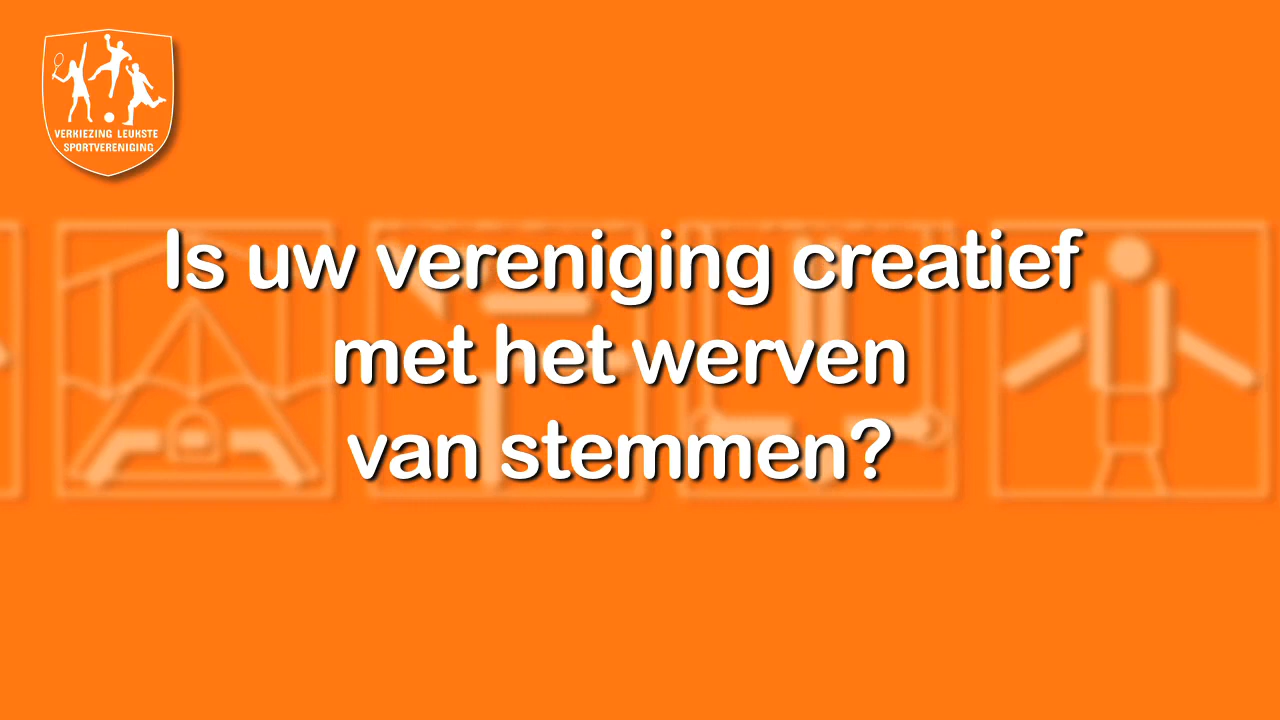 VERKIEZING LEUKSTE
SPORTVERENIGING
Is uw vereniging creatief
met het werven
van stemmen?